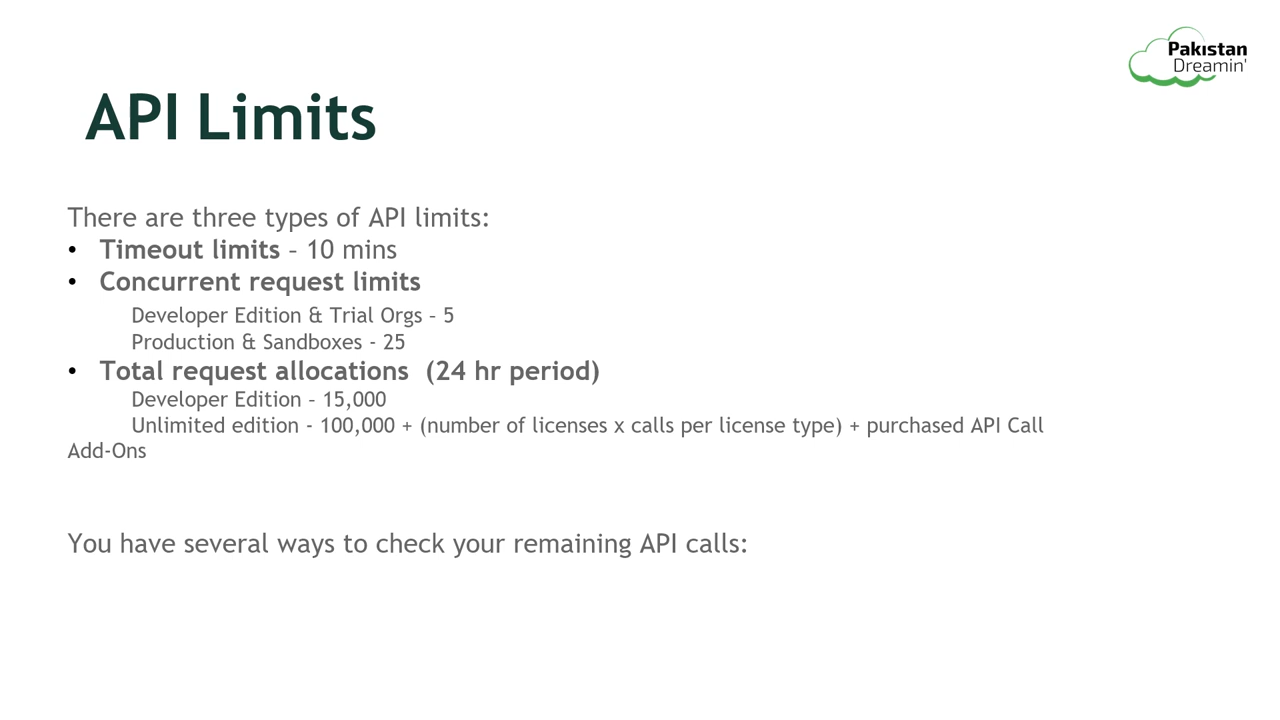 Pakistan
Dreamin'
API Limits
There are three types of API limits:
• Timeout limits – 10 mins
• Concurrent request limits
Developer Edition & Trial Orgs – 5
Production & Sandboxes - 25
• Total request allocations  (24 hr period)
Developer Edition – 15,000
Unlimited edition - 100,000 + (number of licenses x calls per license type) + purchased API Call
Add-Ons
You have several ways to check your remaining API calls: